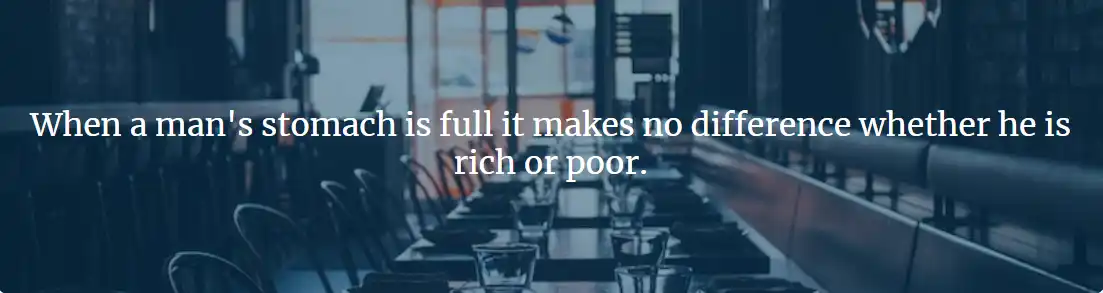 When a man's stomach is full it makes no difference whether he is
rich or poor.